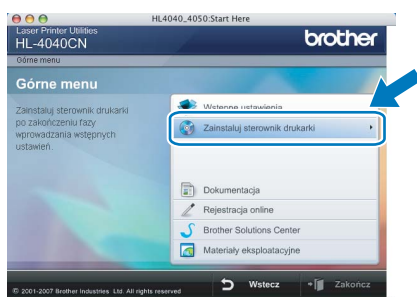 HL4040_4050:Start Here
Laser Printer Utilities
HL-4040CN
brother
Górne menu
Górne menu
Zainstaluj sterownik drukarki
po zakończeniu fazy
wprowadzania wstępnych
ustawień.
Wstępne ustawienia
Zainstaluj sterownik drukarki
Dokumentacja
Rejestracja online
Brother Solutions Center
Materiały eksploatacyjne
© 2001-2007 Brother Industries Ltd. All rights reserved
Wstecz
Zakończ